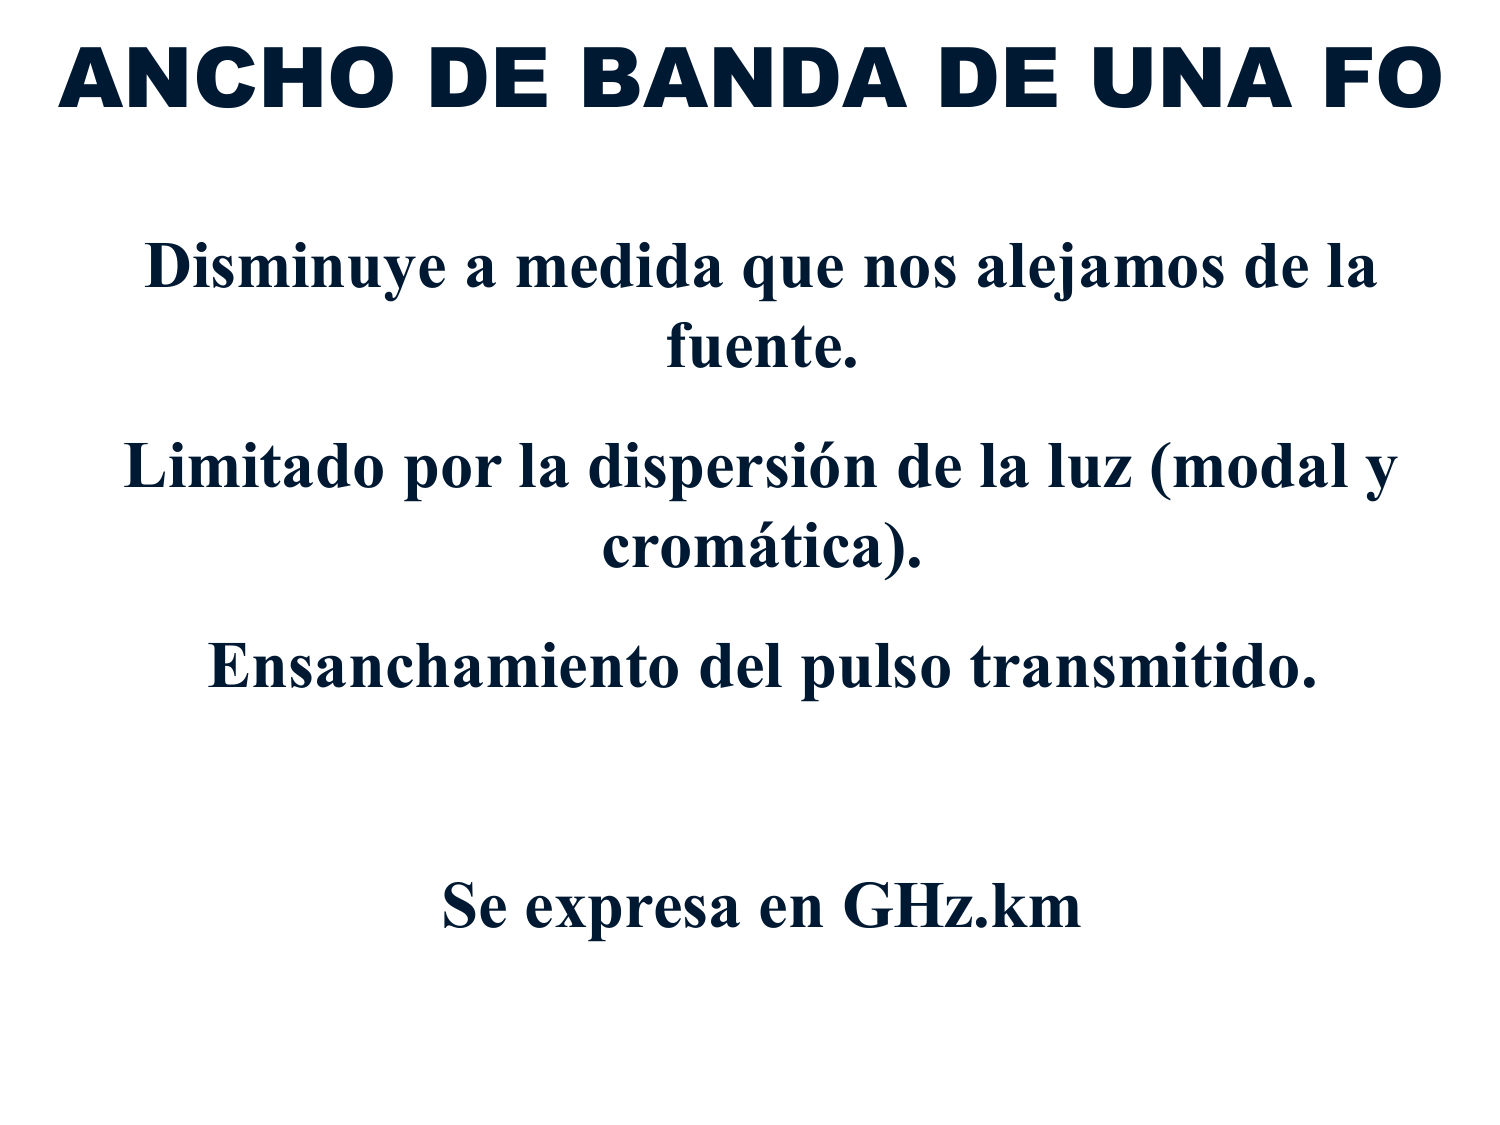 ANCHO DE BANDA DE UNA FO
Disminuye a medida que nos alejamos de la
fuente.
Limitado por la dispersión de la luz (modal y
cromática).
Ensanchamiento del pulso transmitido.
Se expresa en GHz.km